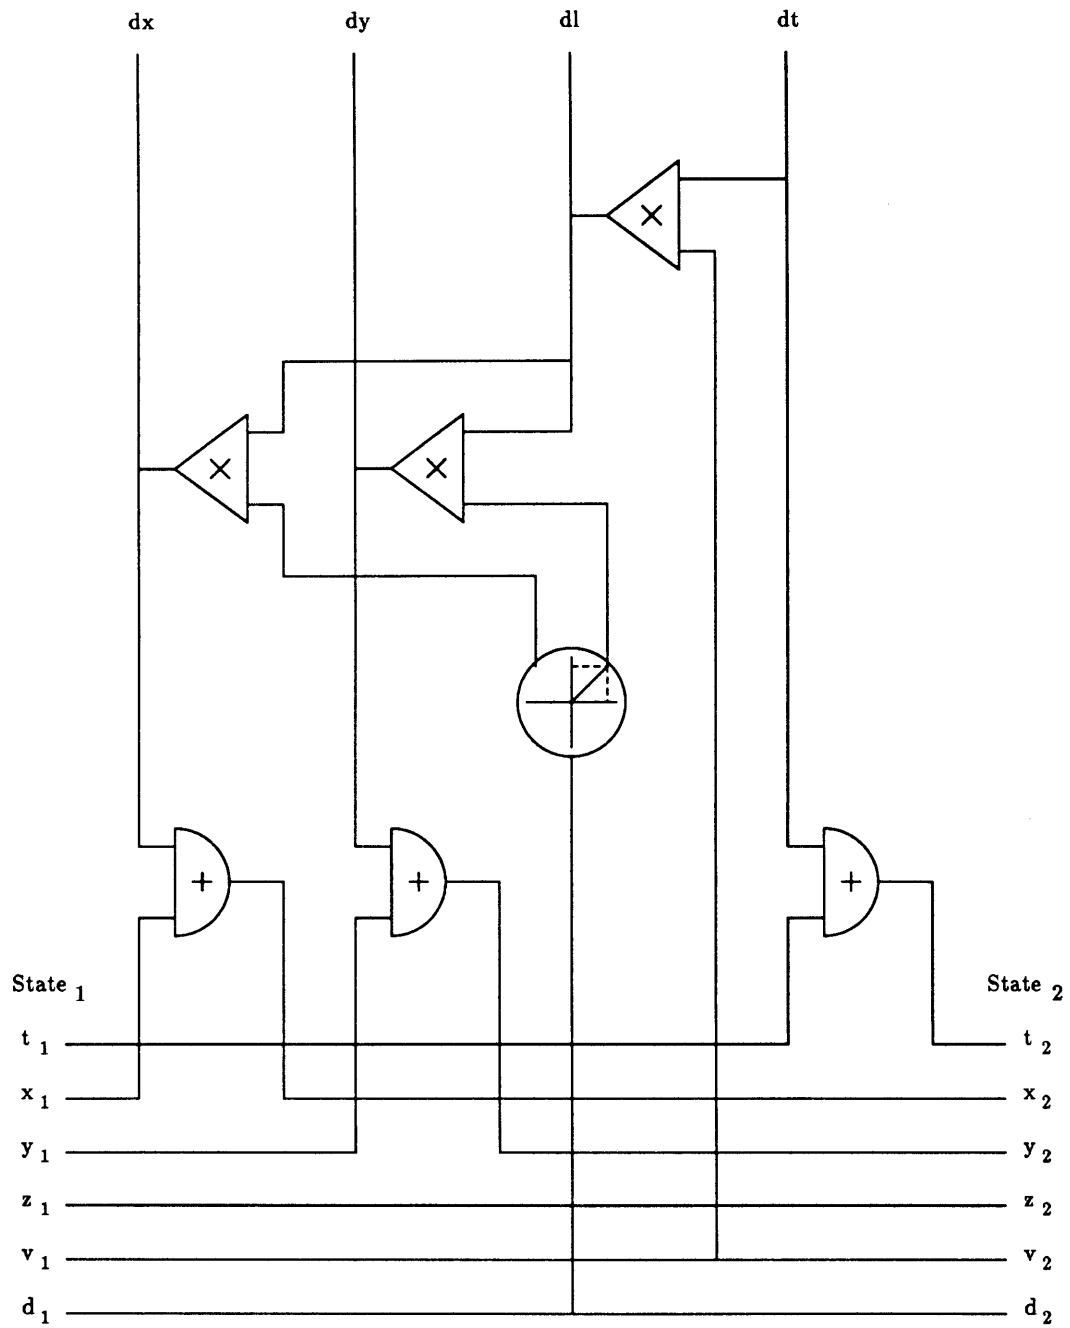 dx dy dl dt
×
× ×
+ + +
State 1 State 2
t 1 t 2
x 1 x 2
y 1 y 2
z 1 z 2
v 1 v 2
d 1 d 2